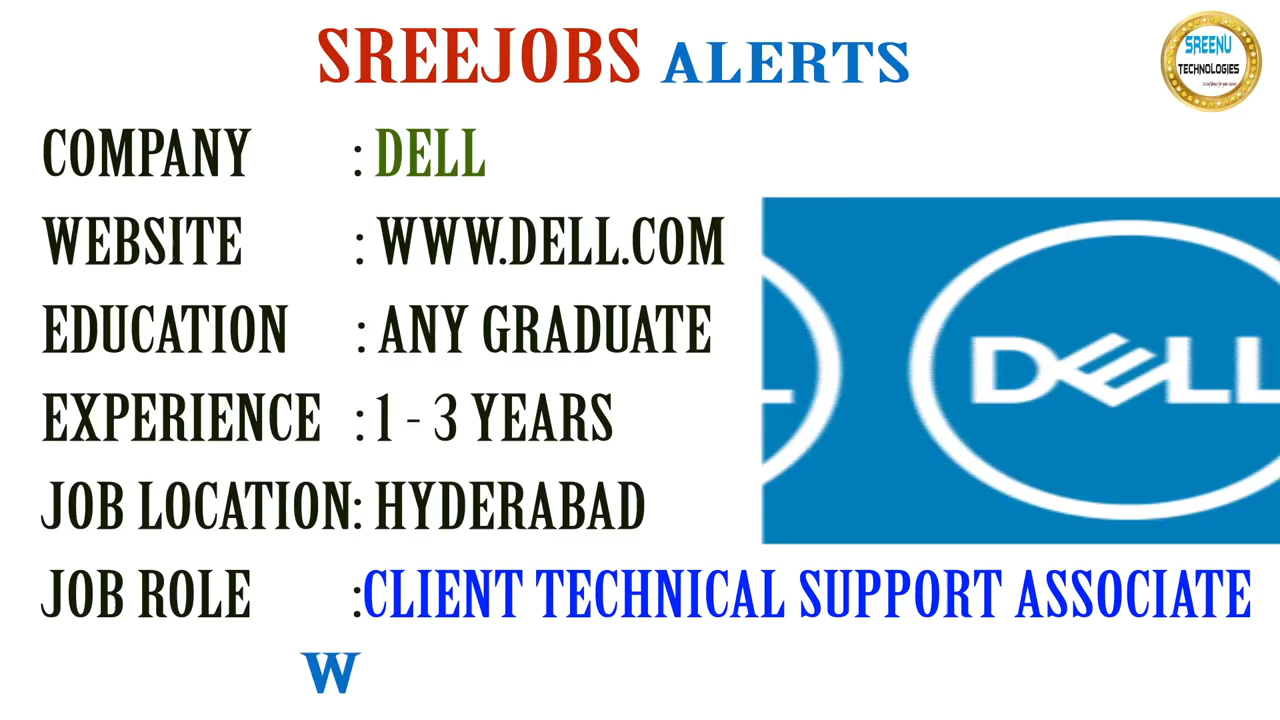 SREEJOBS ALERTS
SREENU
TECHNOLOGIES
COMPANY : DELL
WEBSITE : WWW.DELL.COM
EDUCATION : ANY GRADUATE
EXPERIENCE : 1 - 3 YEARS
JOB LOCATION: HYDERABAD
JOB ROLE :CLIENT TECHNICAL SUPPORT ASSOCIATE
W
L
DELL